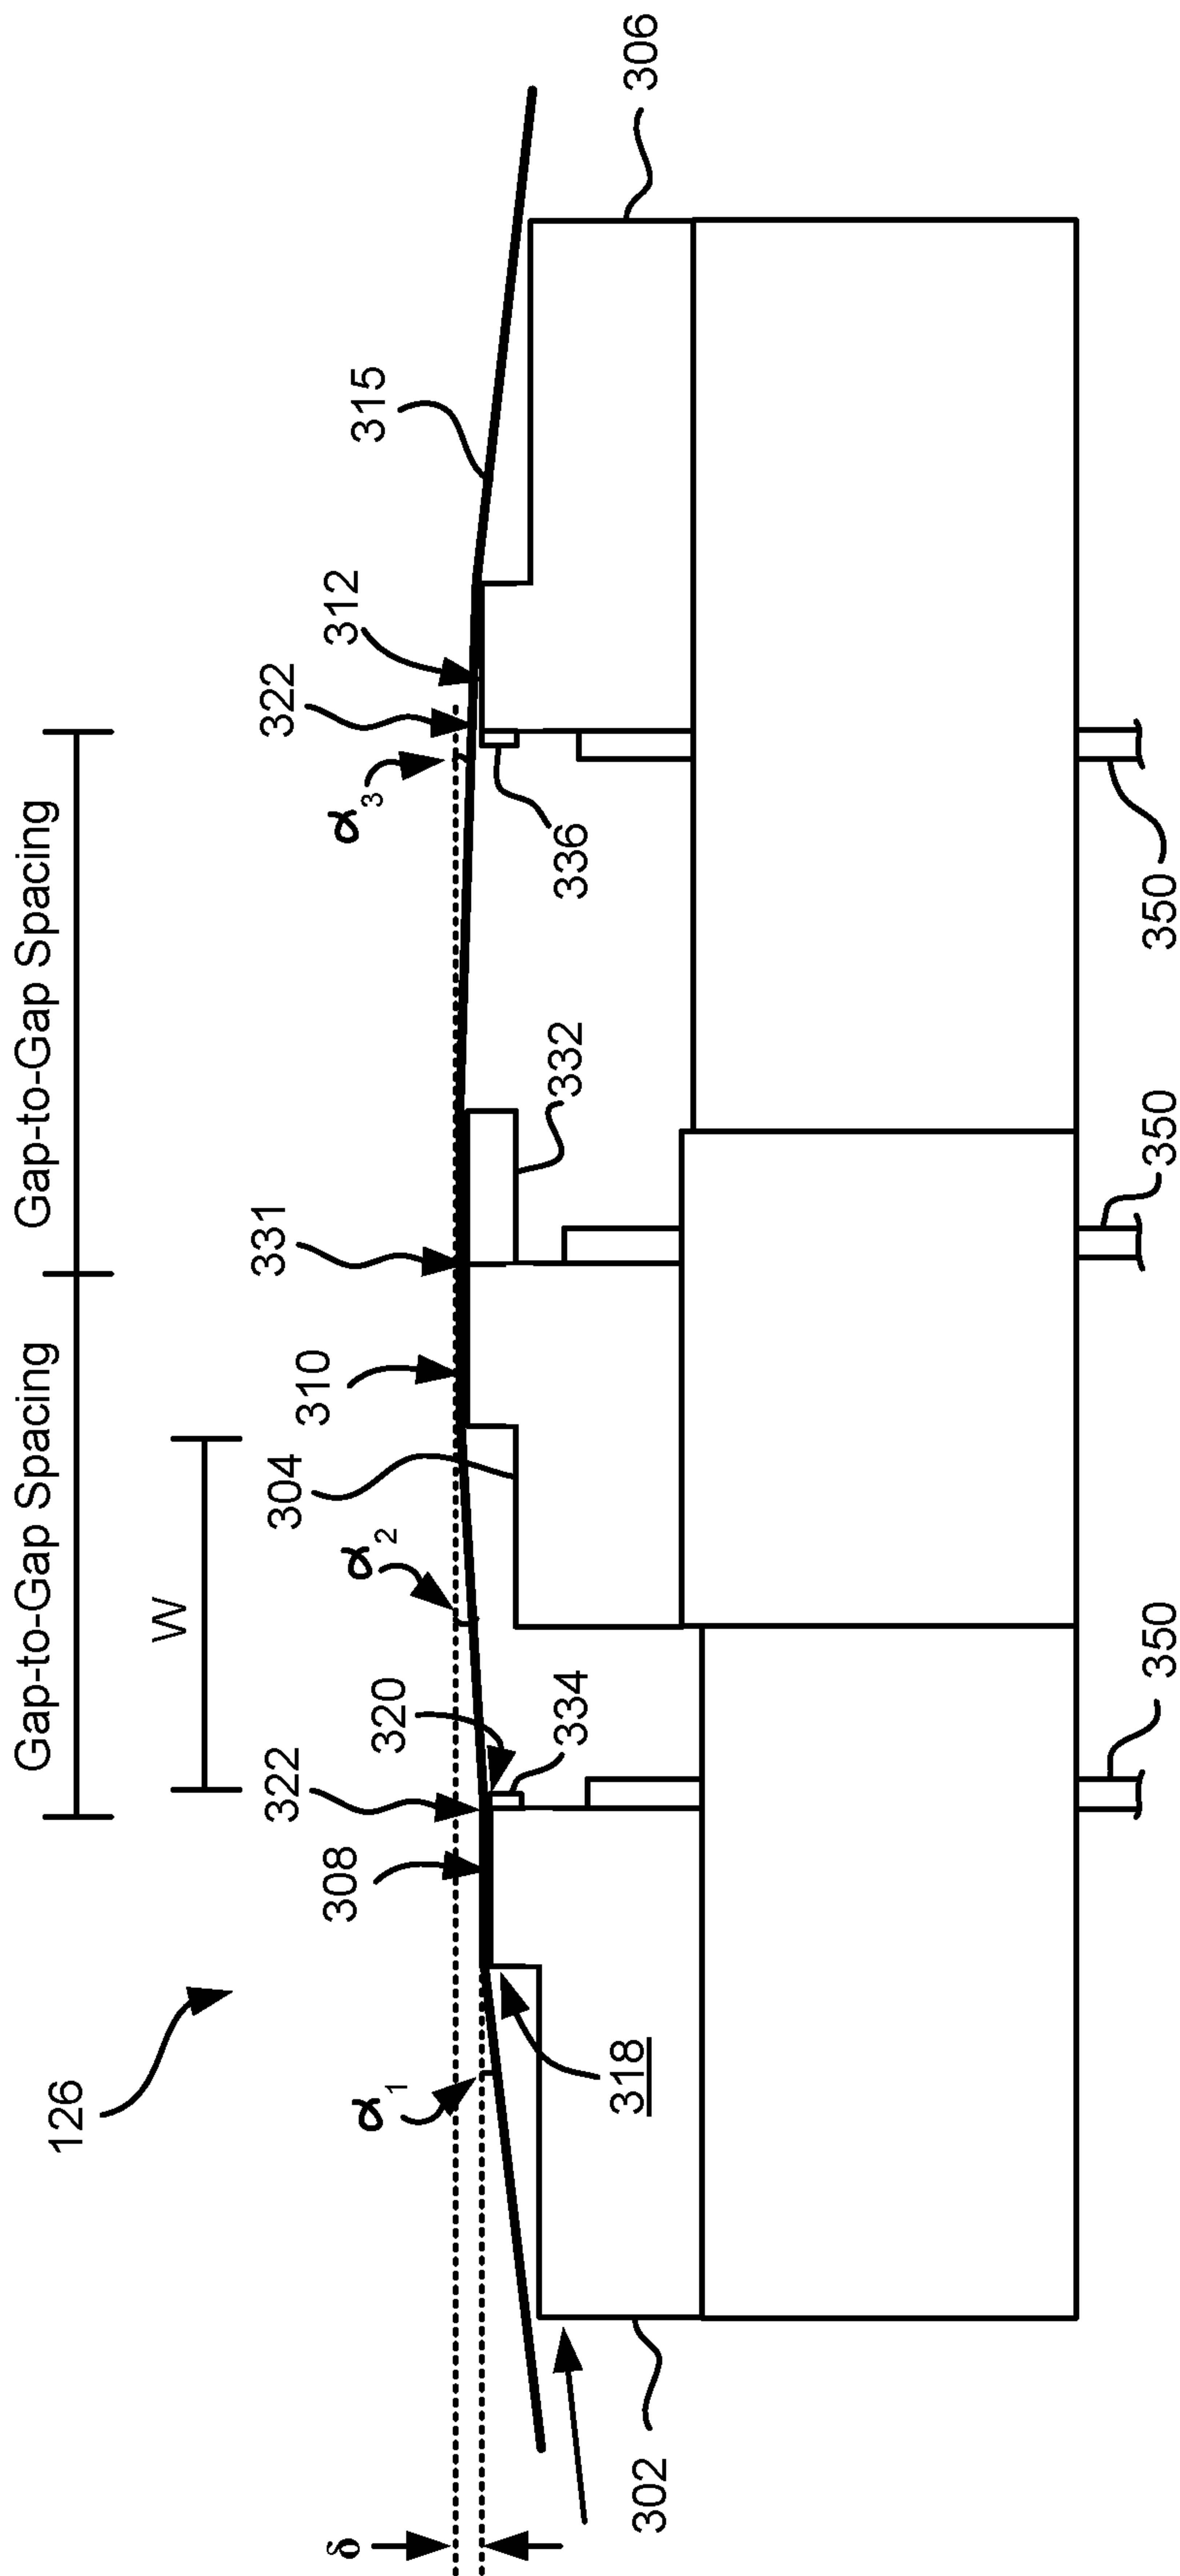 Gap-to-Gap Spacing
Gap-to-Gap Spacing
W
126
δ
α1
308
322
320
334
α2
304
310
331
332
α3
322
312
315
336
318
302
306
350
350
350